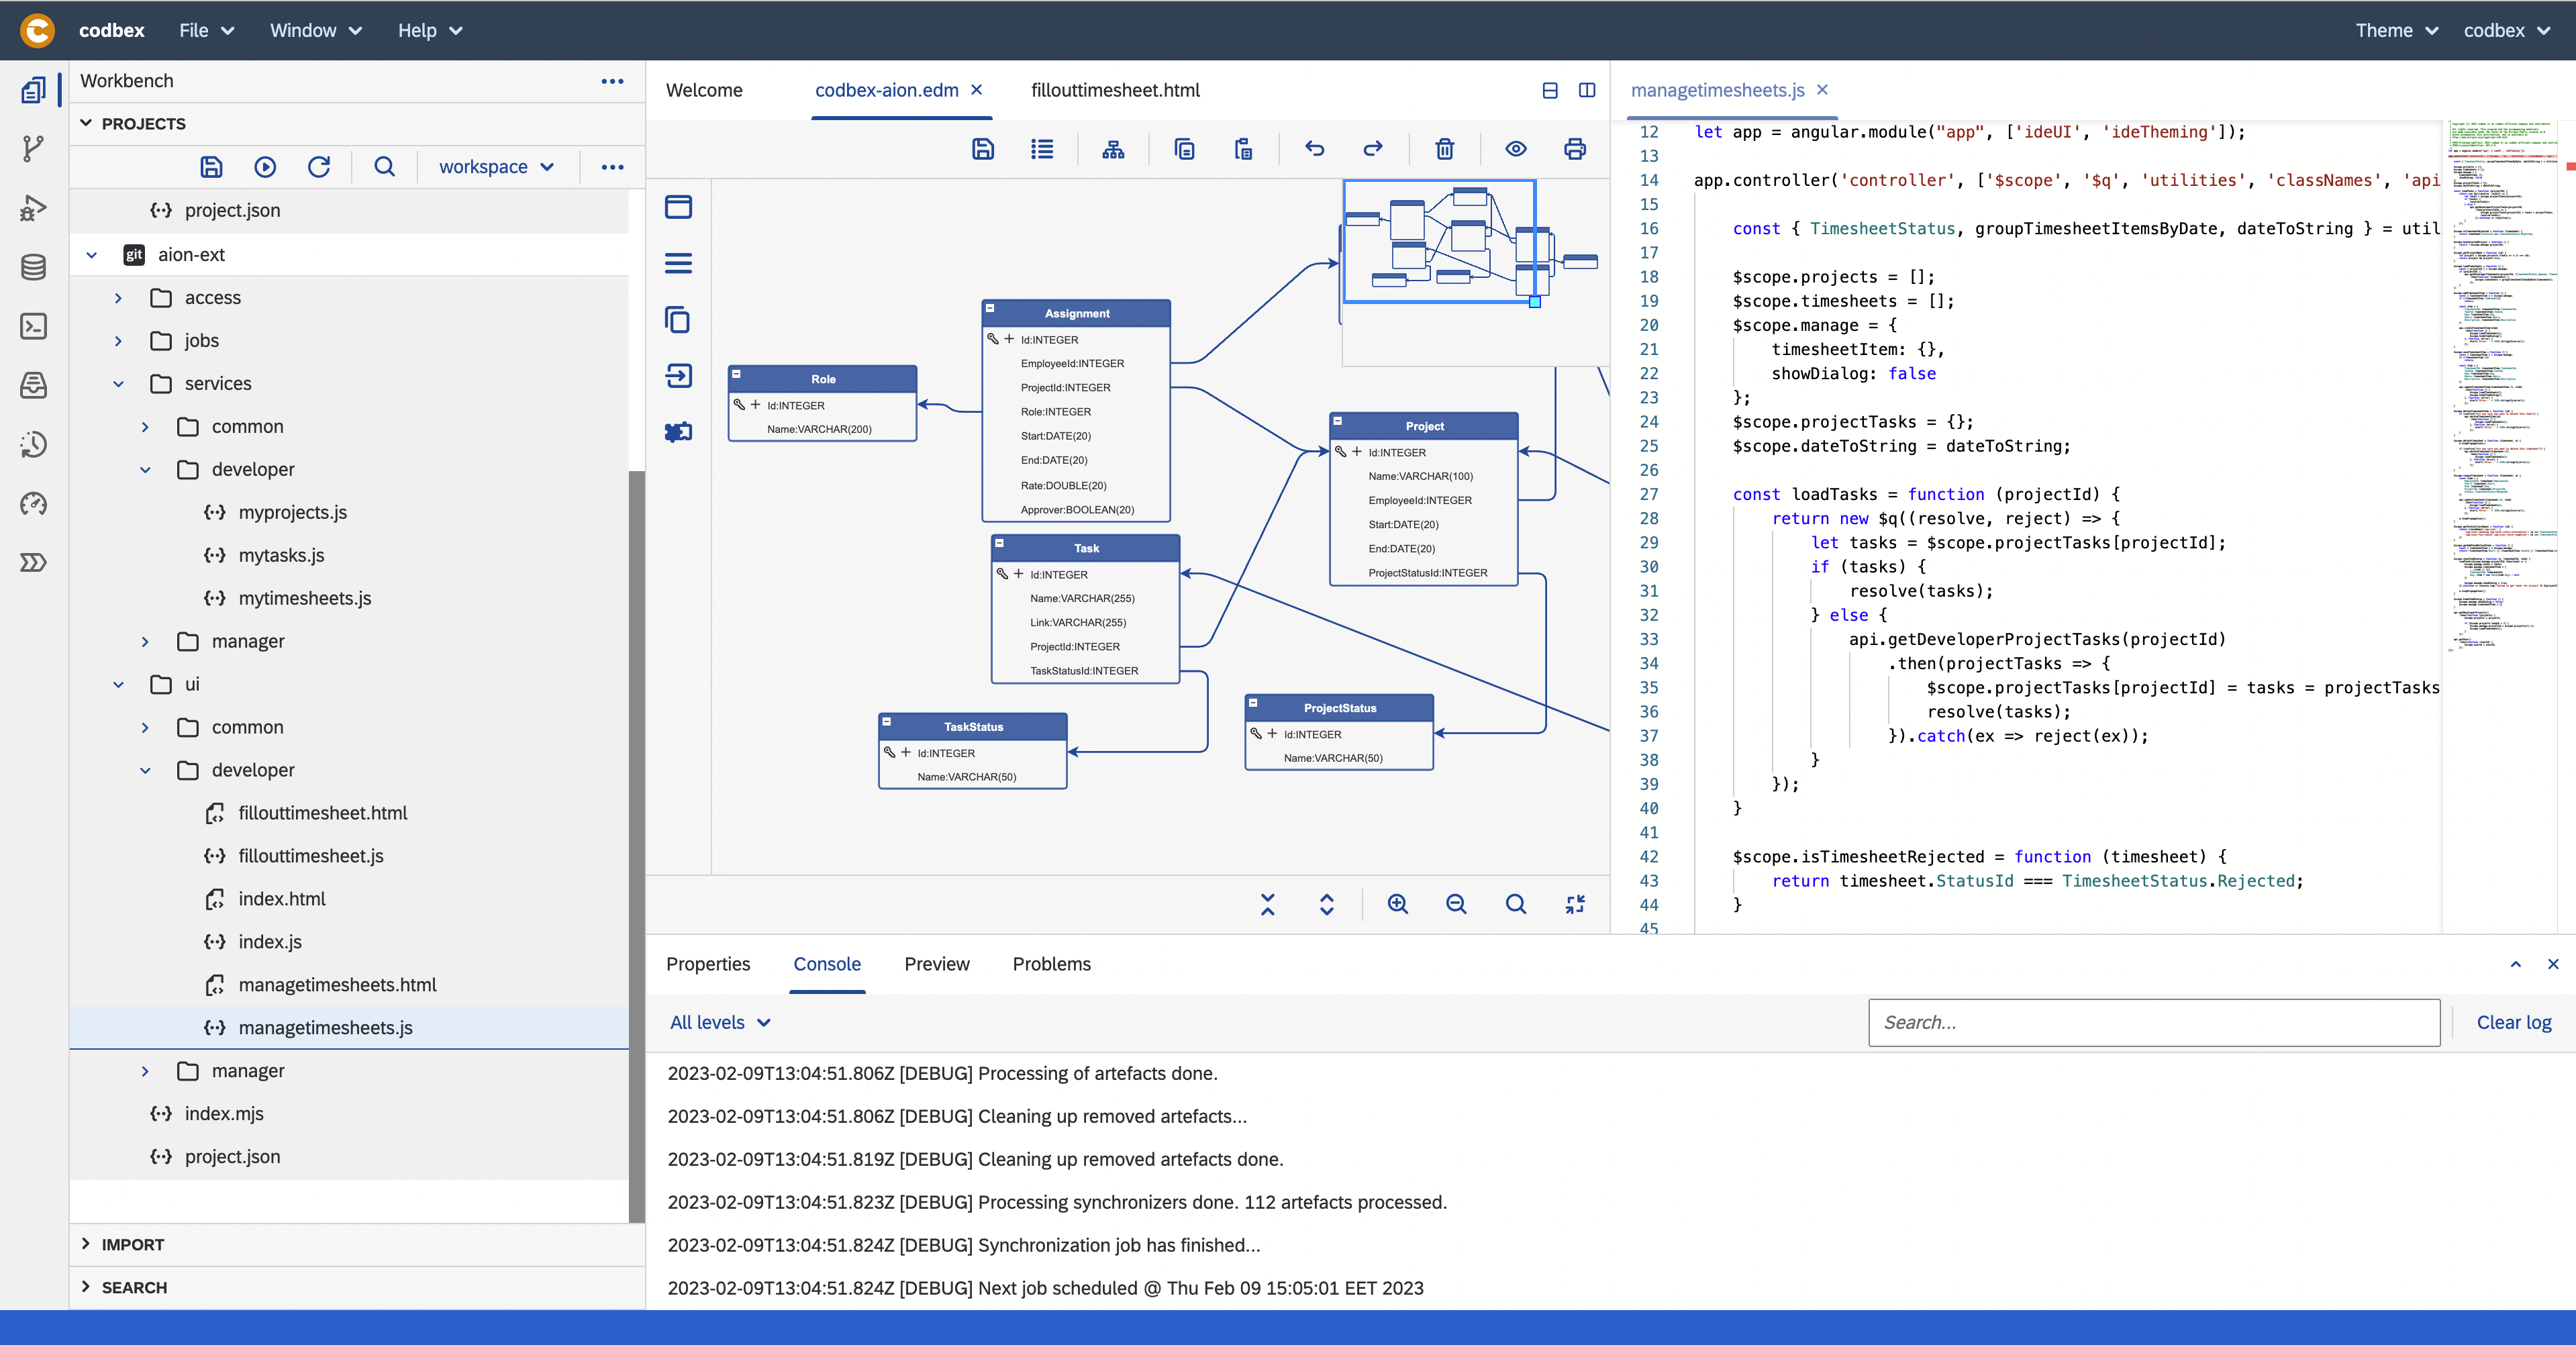 codbex File Window Help Theme codbex
Workbench
PROJECTS
workspace
project.json
git aion-ext
access
jobs
services
common
developer
myprojects.js
mytasks.js
mytimesheets.js
manager
ui
common
developer
fillouttimesheet.html
fillouttimesheet.js
index.html
index.js
managetimesheets.html
managetimesheets.js
manager
index.mjs
project.json
IMPORT
SEARCH
Welcome codbex-aion.edm fillouttimesheet.html
Role
Id:INTEGER
Name:VARCHAR(200)
Assignment
Id:INTEGER
EmployeeId:INTEGER
ProjectId:INTEGER
Role:INTEGER
Start:DATE(20)
End:DATE(20)
Rate:DOUBLE(20)
Approver:BOOLEAN(20)
Task
Id:INTEGER
Name:VARCHAR(255)
Link:VARCHAR(255)
ProjectId:INTEGER
TaskStatusId:INTEGER
TaskStatus
Id:INTEGER
Name:VARCHAR(50)
Project
Id:INTEGER
Name:VARCHAR(100)
EmployeeId:INTEGER
Start:DATE(20)
End:DATE(20)
ProjectStatusId:INTEGER
ProjectStatus
Id:INTEGER
Name:VARCHAR(50)
managetimesheets.js
12 let app = angular.module("app", ['ideUI', 'ideTheming']);
13
14 app.controller('controller', ['$scope', '$q', 'utilities', 'classNames', 'api
15
16 const { TimesheetStatus, groupTimesheetItemsByDate, dateToString } = util
17
18 $scope.projects = [];
19 $scope.timesheets = [];
20 $scope.manage = {
21 timesheetItem: {},
22 showDialog: false
23 };
24 $scope.projectTasks = {};
25 $scope.dateToString = dateToString;
26
27 const loadTasks = function (projectId) {
28 return new $q((resolve, reject) => {
29 let tasks = $scope.projectTasks[projectId];
30 if (tasks) {
31 resolve(tasks);
32 } else {
33 api.getDeveloperProjectTasks(projectId)
34 .then(projectTasks => {
35 $scope.projectTasks[projectId] = tasks = projectTasks
36 resolve(tasks);
37 }).catch(ex => reject(ex));
38 }
39 });
40 }
41
42 $scope.isTimesheetRejected = function (timesheet) {
43 return timesheet.StatusId === TimesheetStatus.Rejected;
44 }
45
Properties Console Preview Problems
All levels Search... Clear log
2023-02-09T13:04:51.806Z [DEBUG] Processing of artefacts done.
2023-02-09T13:04:51.806Z [DEBUG] Cleaning up removed artefacts...
2023-02-09T13:04:51.819Z [DEBUG] Cleaning up removed artefacts done.
2023-02-09T13:04:51.823Z [DEBUG] Processing synchronizers done. 112 artefacts processed.
2023-02-09T13:04:51.824Z [DEBUG] Synchronization job has finished...
2023-02-09T13:04:51.824Z [DEBUG] Next job scheduled @ Thu Feb 09 15:05:01 EET 2023